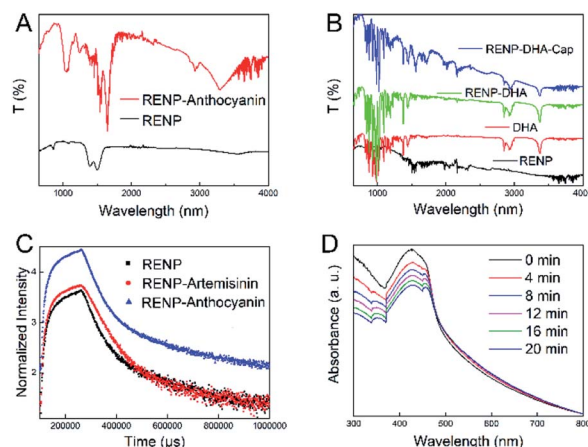 A
T (%)
RENP-Anthocyanin
RENP
1000 2000 3000 4000
Wavelength (nm)
B
T (%)
RENP-DHA-Cap
RENP-DHA
DHA
RENP
1000 2000 3000 400
Wavelength (nm)
C
Normalized Intensity
4
3
2
RENP
RENP-Artemisinin
RENP-Anthocyanin
200000 400000 600000 800000 1000000
Time (μs)
D
Absorbance (a. u.)
0 min
4 min
8 min
12 min
16 min
20 min
300 400 500 600 700 80
Wavelength (nm)